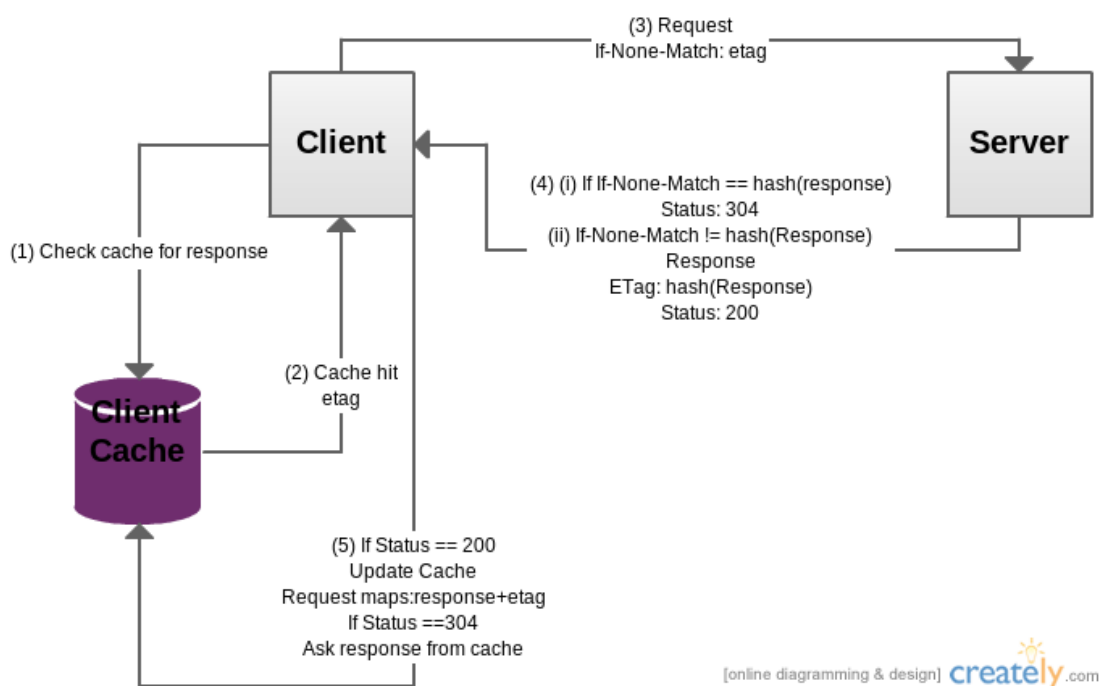 (3) Request
If-None-Match: etag
Client
Server
(4) (i) If If-None-Match == hash(response)
Status: 304
(ii) If-None-Match != hash(Response)
Response
ETag: hash(Response)
Status: 200
(1) Check cache for response
(2) Cache hit
etag
Client
Cache
(5) If Status == 200
Update Cache
Request maps:response+etag
If Status ==304
Ask response from cache
[online diagramming & design] creately.com